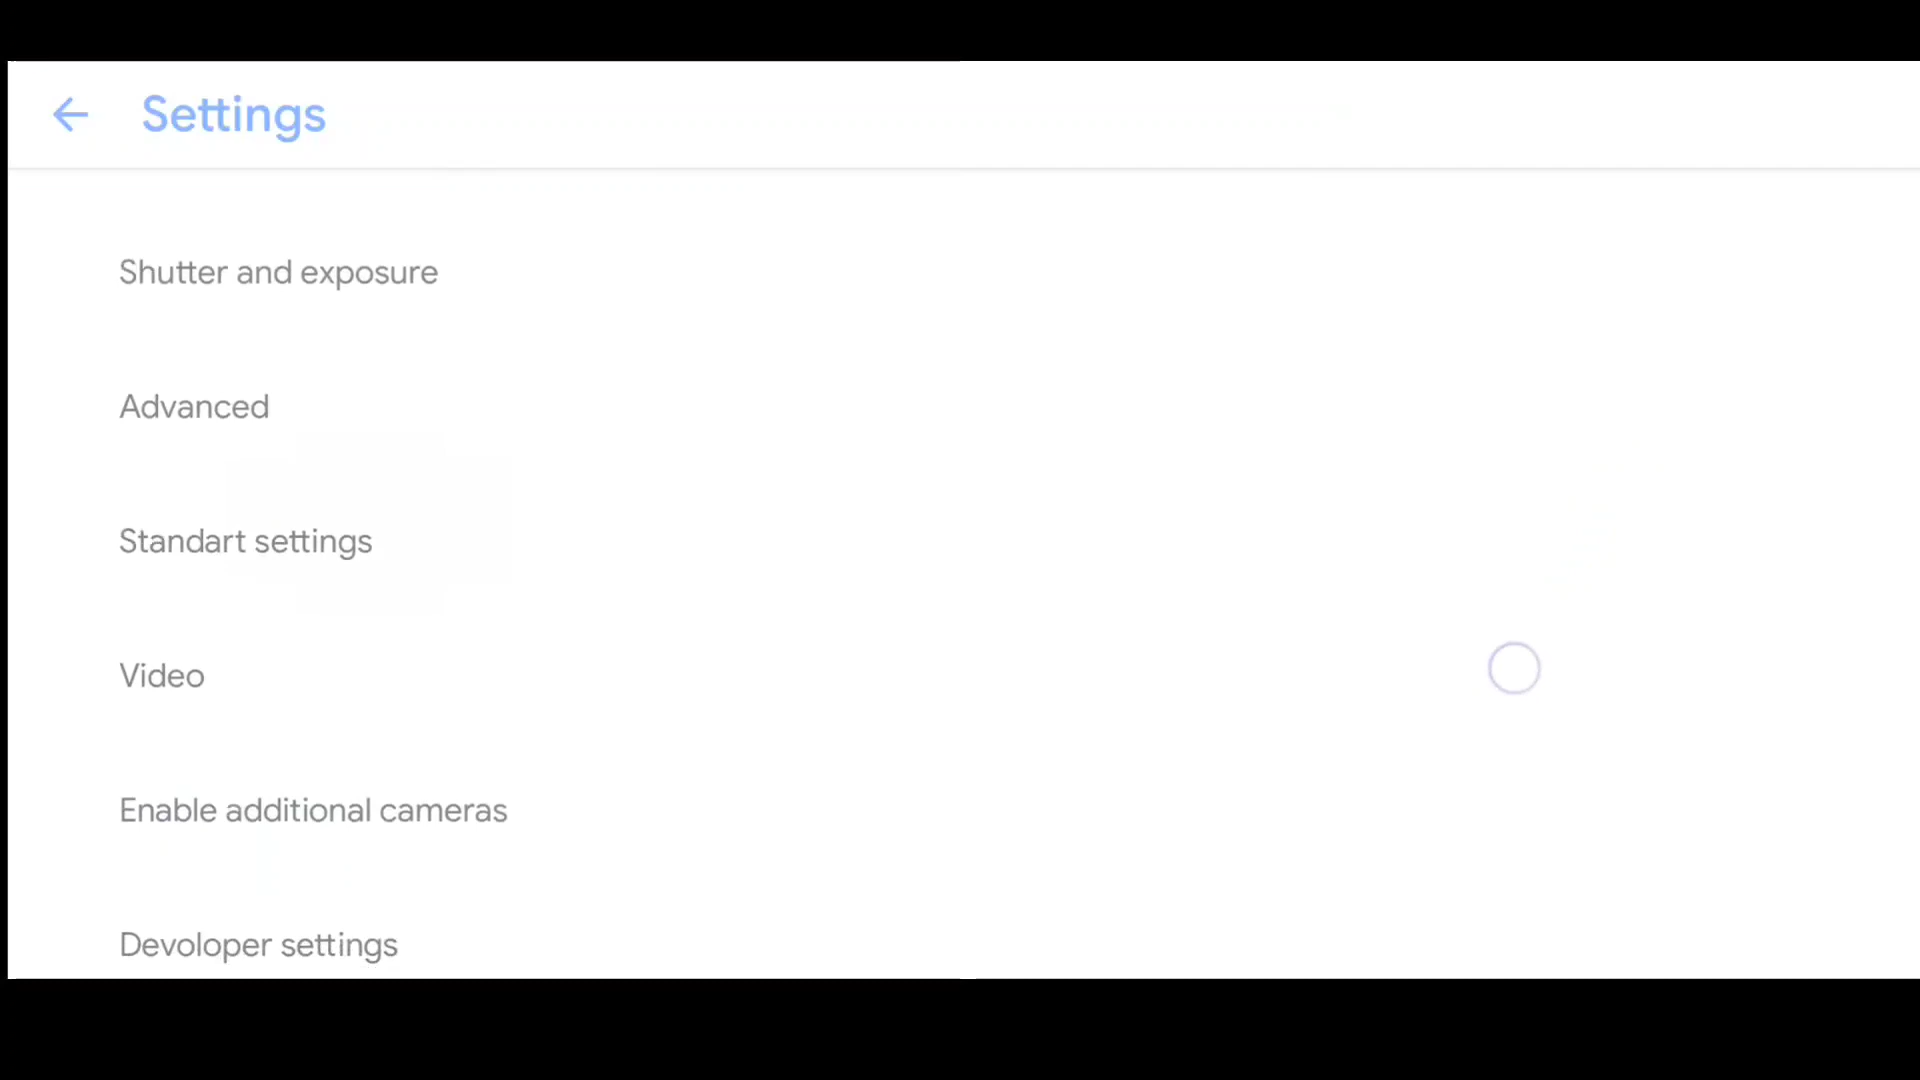 Settings
Shutter and exposure
Advanced
Standart settings
Video
Enable additional cameras
Devoloper settings